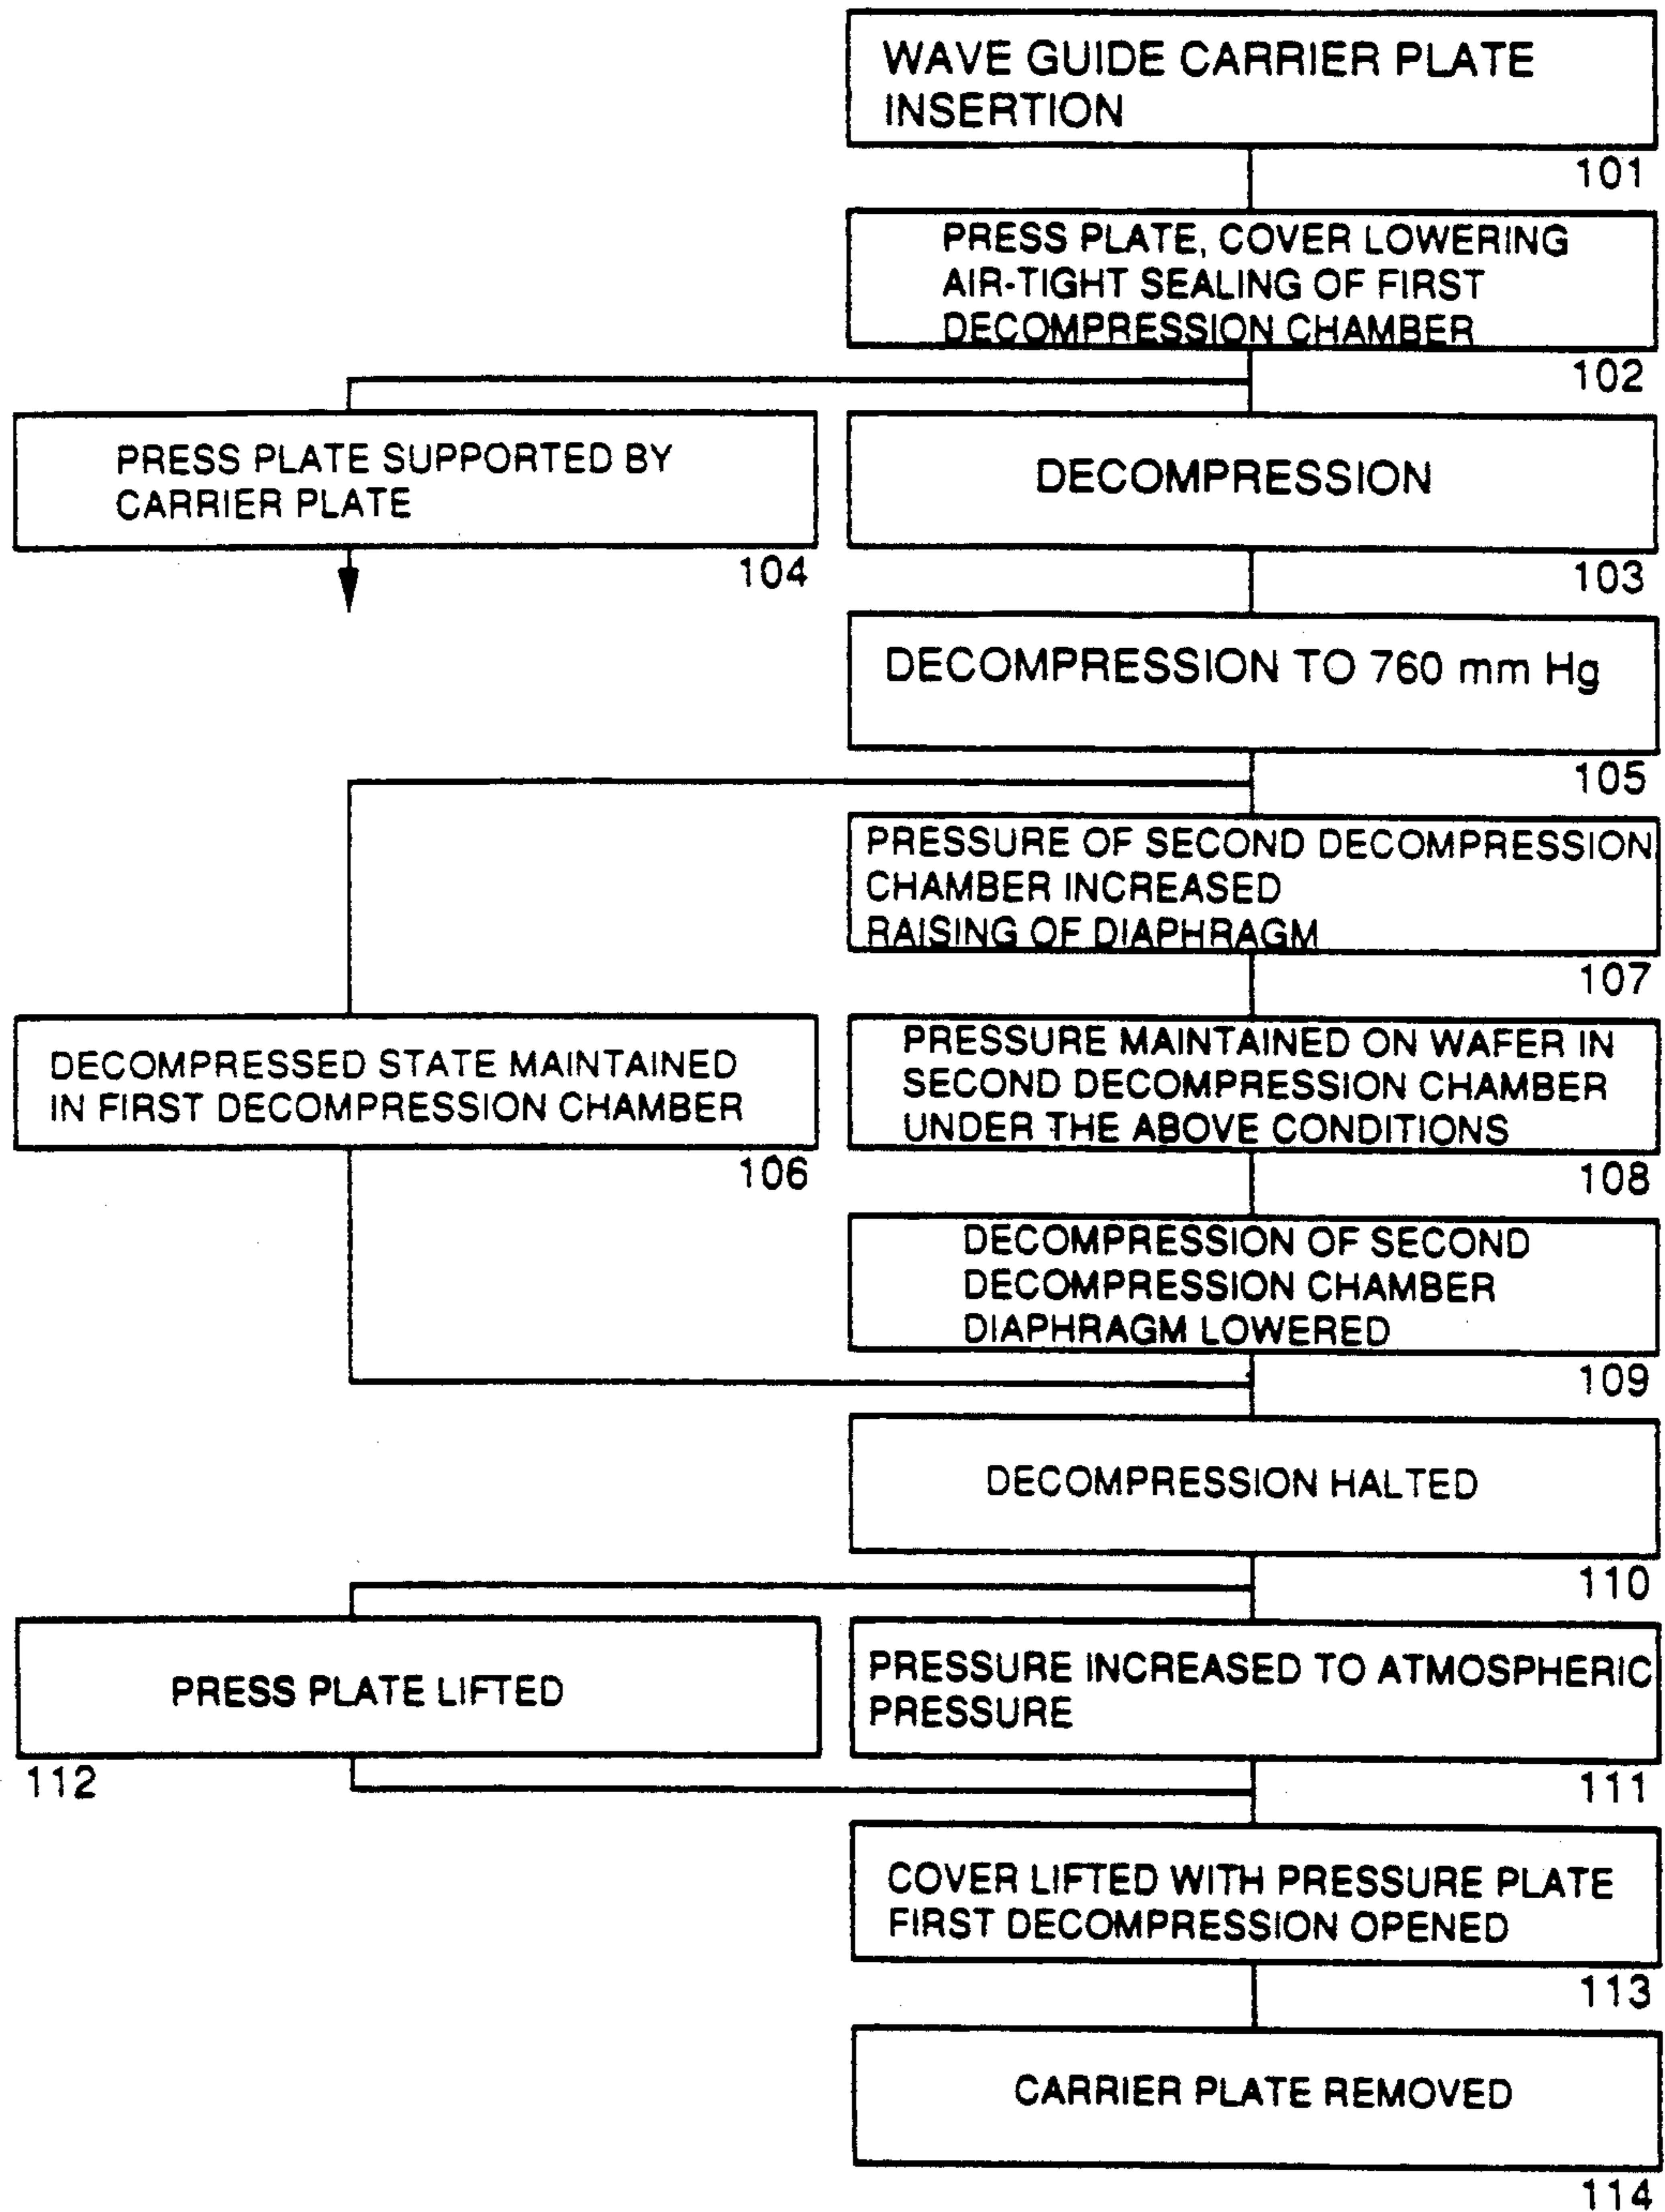 WAVE GUIDE CARRIER PLATE
INSERTION
101
PRESS PLATE, COVER LOWERING
AIR-TIGHT SEALING OF FIRST
DECOMPRESSION CHAMBER
102
PRESS PLATE SUPPORTED BY
CARRIER PLATE
104
DECOMPRESSION
103
DECOMPRESSION TO 760 mm Hg
105
PRESSURE OF SECOND DECOMPRESSION
CHAMBER INCREASED
RAISING OF DIAPHRAGM
107
DECOMPRESSED STATE MAINTAINED
IN FIRST DECOMPRESSION CHAMBER
106
PRESSURE MAINTAINED ON WAFER IN
SECOND DECOMPRESSION CHAMBER
UNDER THE ABOVE CONDITIONS
108
DECOMPRESSION OF SECOND
DECOMPRESSION CHAMBER
DIAPHRAGM LOWERED
109
DECOMPRESSION HALTED
110
PRESS PLATE LIFTED
112
PRESSURE INCREASED TO ATMOSPHERIC
PRESSURE
111
COVER LIFTED WITH PRESSURE PLATE
FIRST DECOMPRESSION OPENED
113
CARRIER PLATE REMOVED
114